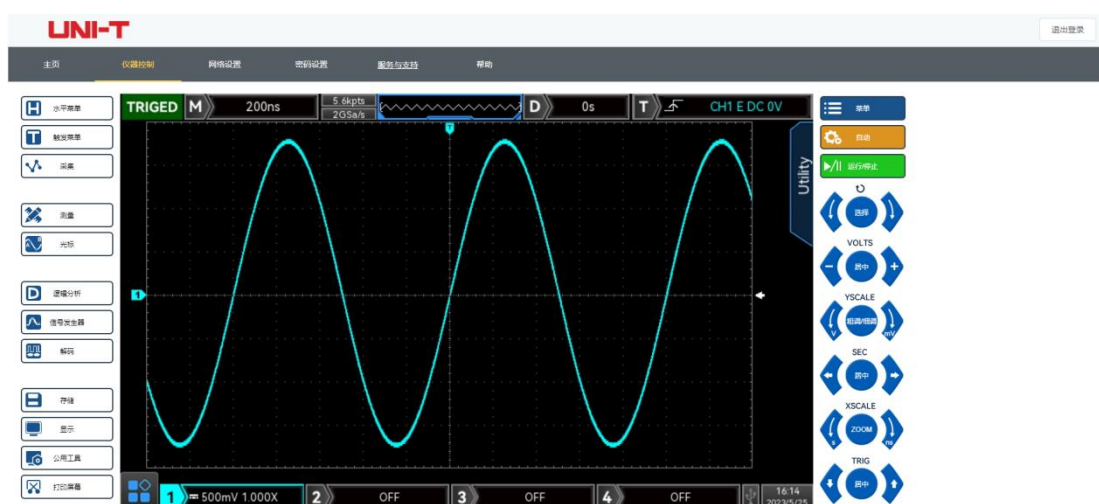 UNI-T
退出登录
主页 仪器控制 网络设置 密码设置 服务与支持 帮助
水平菜单
触发菜单
采集
测量
光标
逻辑分析
信号发生器
解码
存储
显示
公用工具
打印屏幕
TRIGED M 200ns 5.6kpts D 0s T CH1 E DC 0V
2GSa/s
T
Utility
1
1 500mV 1.000X 2 OFF 3 OFF 4 OFF 16:14
2023/5/25
菜单
自动
运行/停止
选择
VOLTS
- 居中 +
YSCALE
粗调/细调
V mV
SEC
居中
XSCALE
ZOOM
s ns
TRIG
居中